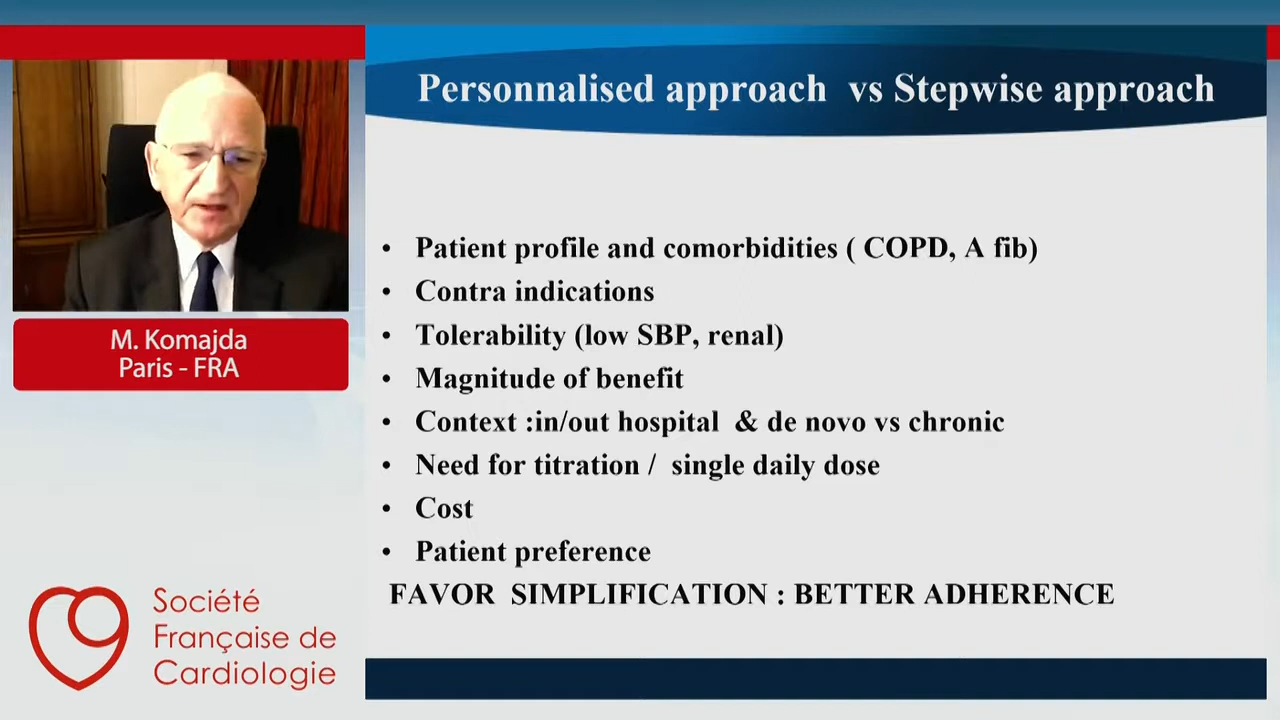 Personnalised approach vs Stepwise approach
M. Komajda
Paris - FRA
• Patient profile and comorbidities ( COPD, A fib)
• Contra indications
• Tolerability (low SBP, renal)
• Magnitude of benefit
• Context :in/out hospital & de novo vs chronic
• Need for titration / single daily dose
• Cost
• Patient preference
FAVOR SIMPLIFICATION : BETTER ADHERENCE
Société
Française de
Cardiologie